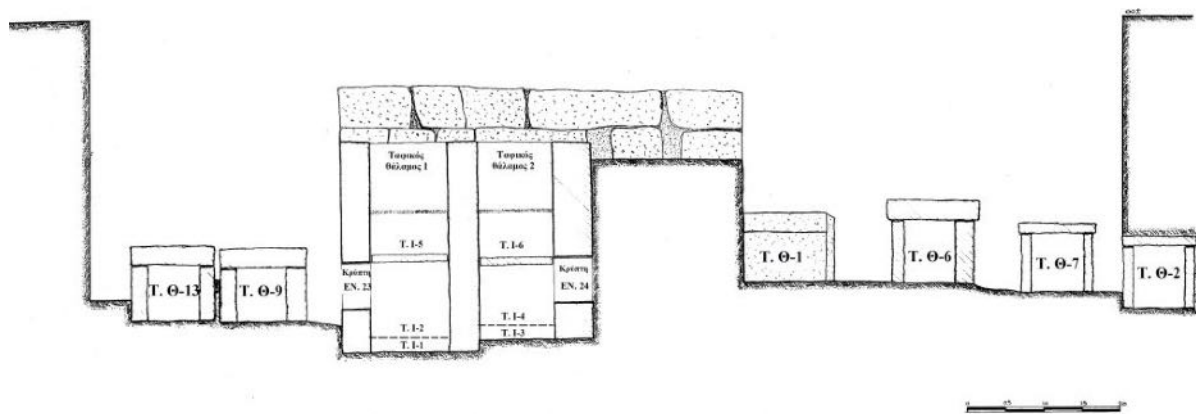 Ταφικός
θάλαμος 1
Ταφικός
θάλαμος 2
Τ. Ι-5
Τ. Ι-6
Κρύπτη
ΕΝ. 23
Κρύπτη
ΕΝ. 24
Τ. Ι-2
Τ. Ι-1
Τ. Ι-4
Τ. Ι-3
Τ. Θ-13
Τ. Θ-9
Τ. Θ-1
Τ. Θ-6
Τ. Θ-7
Τ. Θ-2